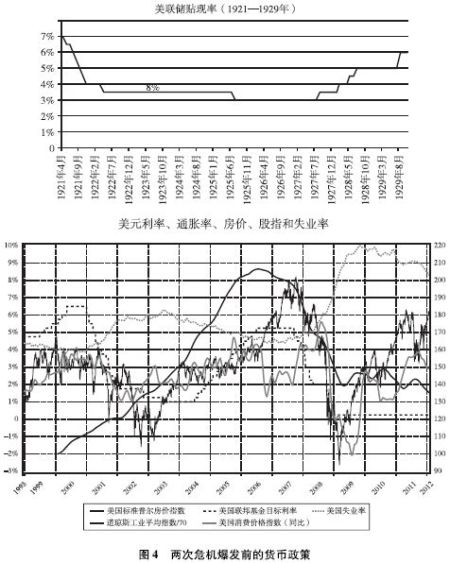 美联储贴现率（1921—1929年）
7%
6%
5%
4%
3%
2%
1%
0
8%
1921年4月
1921年9月
1922年2月
1922年7月
1922年12月
1923年5月
1923年10月
1924年3月
1924年8月
1925年1月
1925年6月
1925年11月
1926年4月
1926年9月
1927年2月
1927年7月
1927年12月
1928年5月
1928年10月
1929年3月
1929年8月
美元利率、通胀率、房价、股指和失业率
10% 220
9% 210
8% 200
7% 190
6% 180
5% 170
4% 160
3% 150
2% 140
1% 130
0 120
-1% 110
-2% 100
-3% 90
1998 1999 2000 2001 2002 2003 2004 2005 2006 2007 2008 2009 2010 2011 2012
美国标准普尔房价指数 美国联邦基金目标利率 美国失业率
道琼斯工业平均指数/70 美国消费价格指数（同比）
图4 两次危机爆发前的货币政策